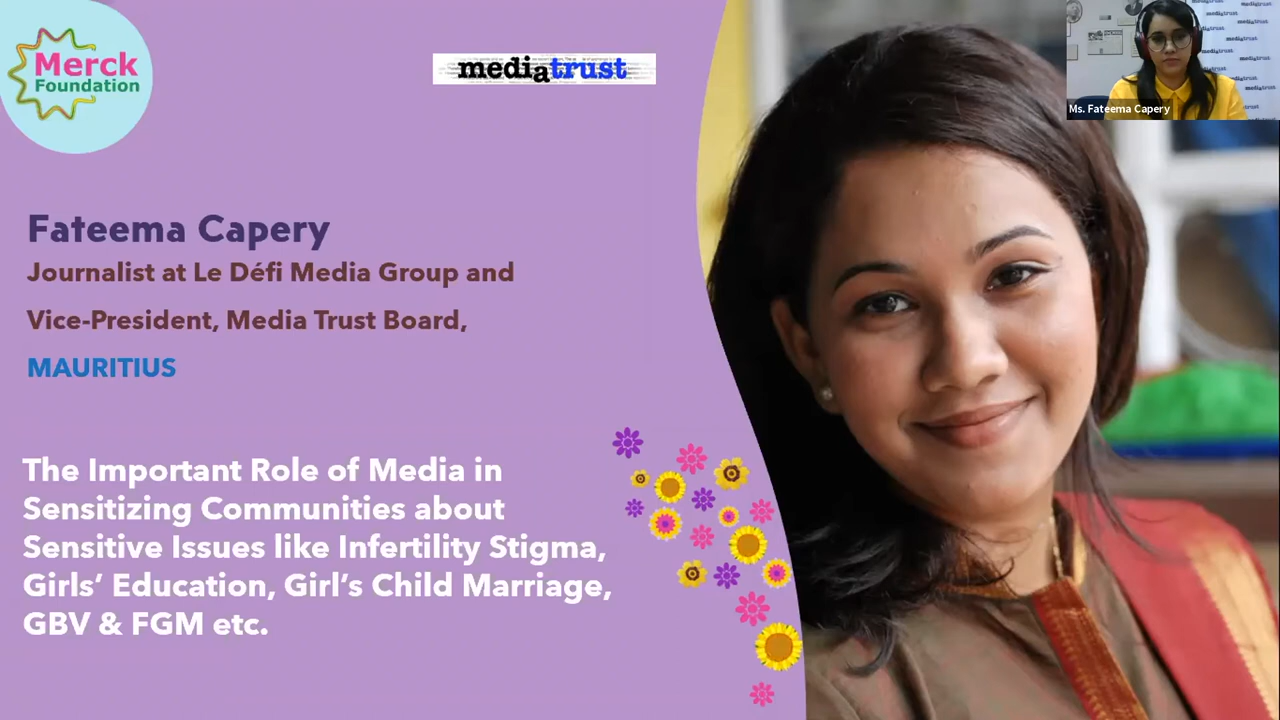 Merck
Foundation
mediatrust
Ms. Fateema Capery
Fateema Capery
Journalist at Le Défi Media Group and
Vice-President, Media Trust Board,
MAURITIUS
The Important Role of Media in
Sensitizing Communities about
Sensitive Issues like Infertility Stigma,
Girls’ Education, Girl’s Child Marriage,
GBV & FGM etc.